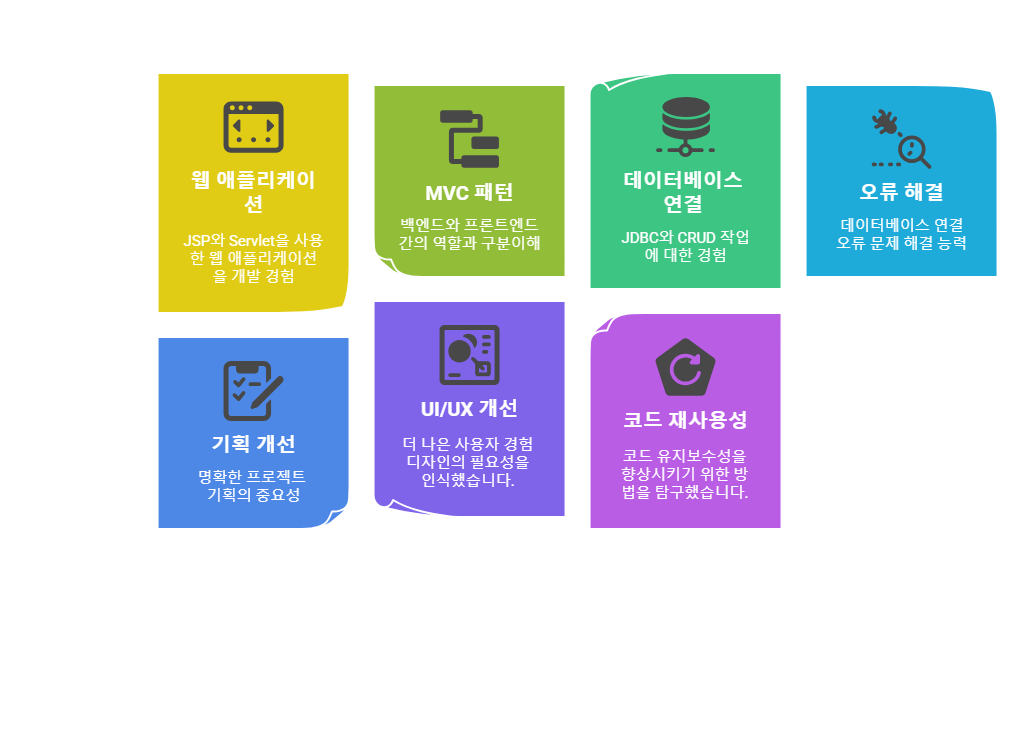 웹 애플리케이
션
JSP와 Servlet을 사용
한 웹 애플리케이션
을 개발 경험
MVC 패턴
백엔드와 프론트엔드
간의 역할과 구분이해
데이터베이스
연결
JDBC와 CRUD 작업
에 대한 경험
오류 해결
데이터베이스 연결
오류 문제 해결 능력
기획 개선
명확한 프로젝트
기획의 중요성
UI/UX 개선
더 나은 사용자 경험
디자인의 필요성을
인식했습니다.
코드 재사용성
코드 유지보수성을
향상시키기 위한 방
법을 탐구했습니다.